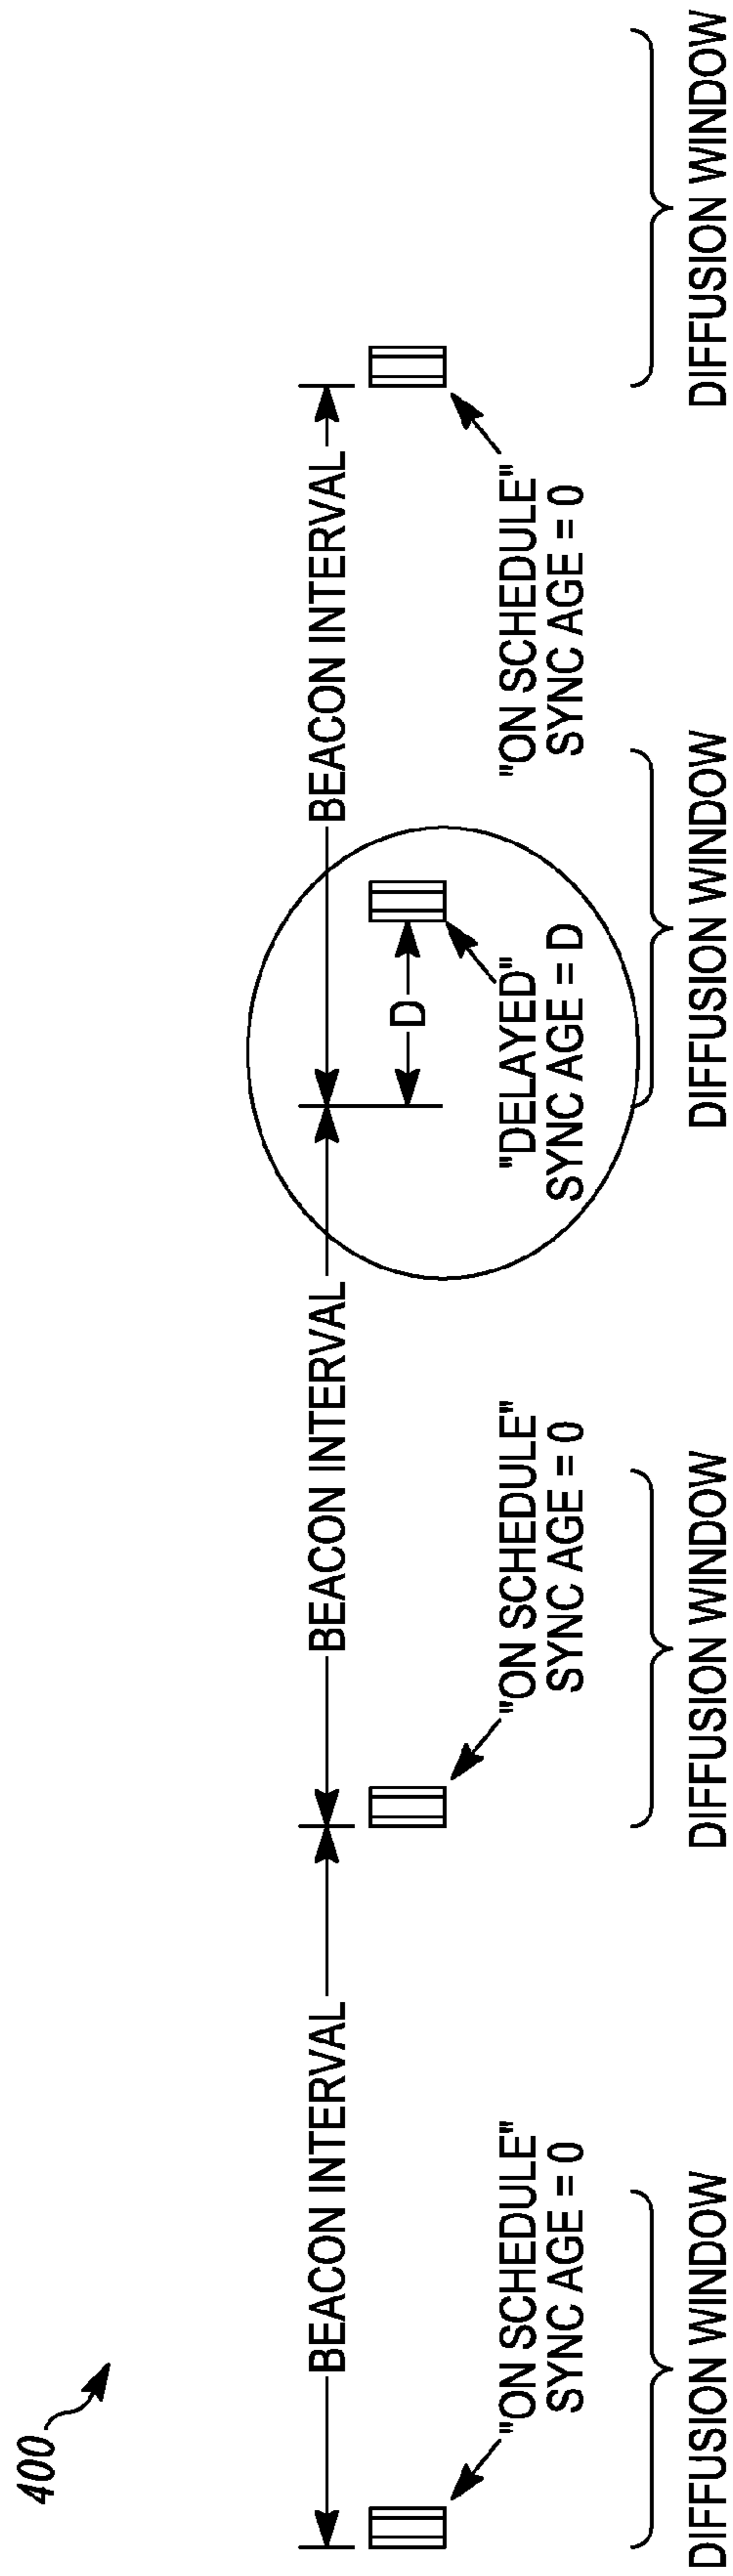 400
BEACON INTERVAL
BEACON INTERVAL
BEACON INTERVAL
D
"ON SCHEDULE"
SYNC AGE = 0
"ON SCHEDULE"
SYNC AGE = 0
"DELAYED"
SYNC AGE = D
"ON SCHEDULE"
SYNC AGE = 0
DIFFUSION WINDOW
DIFFUSION WINDOW
DIFFUSION WINDOW
DIFFUSION WINDOW